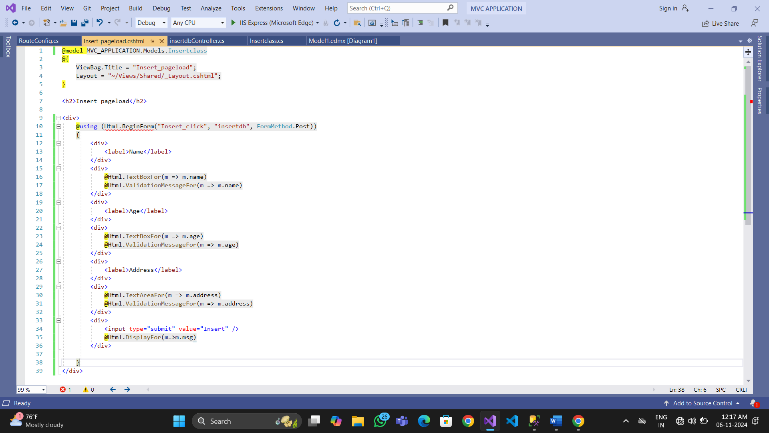 File Edit View Git Project Build Debug Test Analyze Tools Extensions Window Help Search (Ctrl+Q) MVC_APPLICATION Sign in
Debug Any CPU IIS Express (Microsoft Edge) Live Share
RouteConfig.cs Insert_pageload.cshtml insertdbController.cs Insertclass.cs Model1.edmx [Diagram1]
Toolbox
Solution Explorer
Properties
1 @model MVC_APPLICATION.Models.Insertclass
2 @{
3 ViewBag.Title = "Insert_pageload";
4 Layout = "~/Views/Shared/_Layout.cshtml";
5 }
6
7 <h2>Insert pageload</h2>
8
9 <div>
10 @using (Html.BeginForm("Insert_click", "insertdb", FormMethod.Post))
11 {
12 <div>
13 <label>Name</label>
14 </div>
15 <div>
16 @Html.TextBoxFor(m => m.name)
17 @Html.ValidationMessageFor(m => m.name)
18 </div>
19 <div>
20 <label>Age</label>
21 </div>
22 <div>
23 @Html.TextBoxFor(m => m.age)
24 @Html.ValidationMessageFor(m => m.age)
25 </div>
26 <div>
27 <label>Address</label>
28 </div>
29 <div>
30 @Html.TextAreaFor(m => m.address)
31 @Html.ValidationMessageFor(m => m.address)
32 </div>
33 <div>
34 <input type="submit" value="Insert" />
35 @Html.DisplayFor(m=>m.msg)
36 </div>
37
38 }
39 </div>
99 % 1 0 Ln: 38 Ch: 6 SPC CRLF
Ready Add to Source Control
76°F
Mostly cloudy
Search
ENG
IN
12:17 AM
06-11-2024